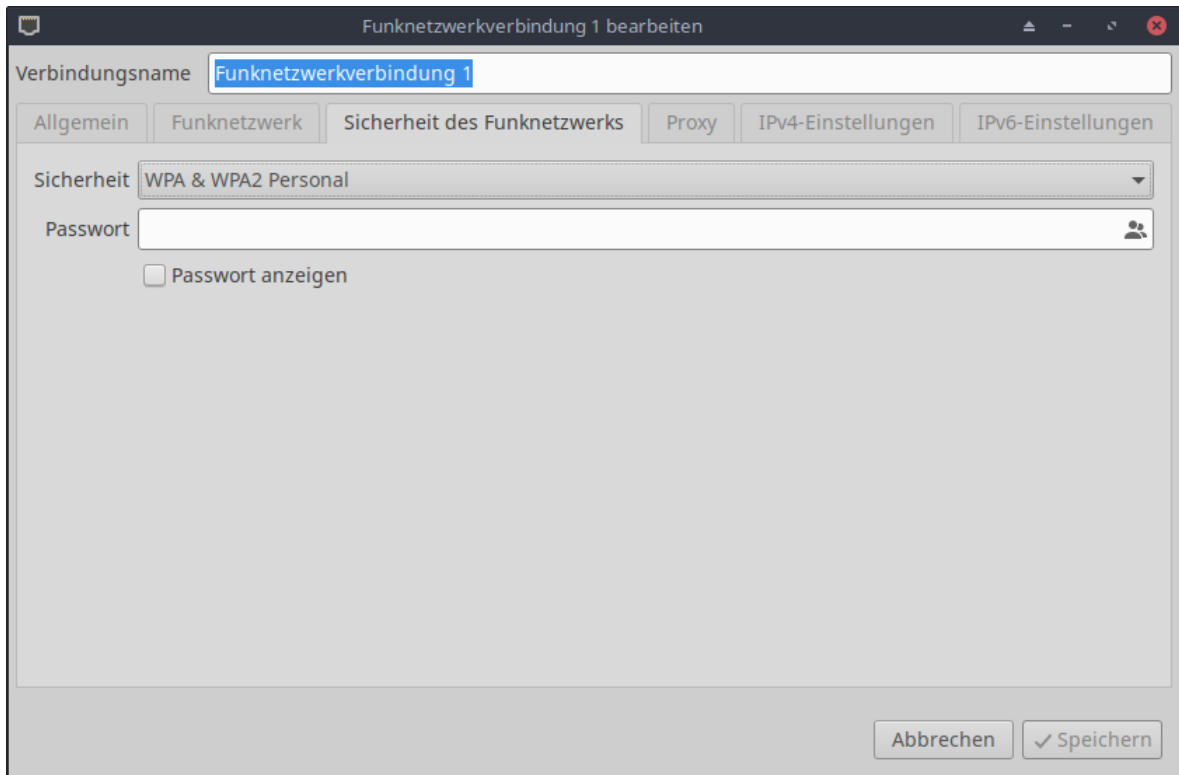 Funknetzwerkverbindung 1 bearbeiten
Verbindungsname Funknetzwerkverbindung 1
Allgemein Funknetzwerk Sicherheit des Funknetzwerks Proxy IPv4-Einstellungen IPv6-Einstellungen
Sicherheit WPA & WPA2 Personal
Passwort
Passwort anzeigen
Abbrechen Speichern